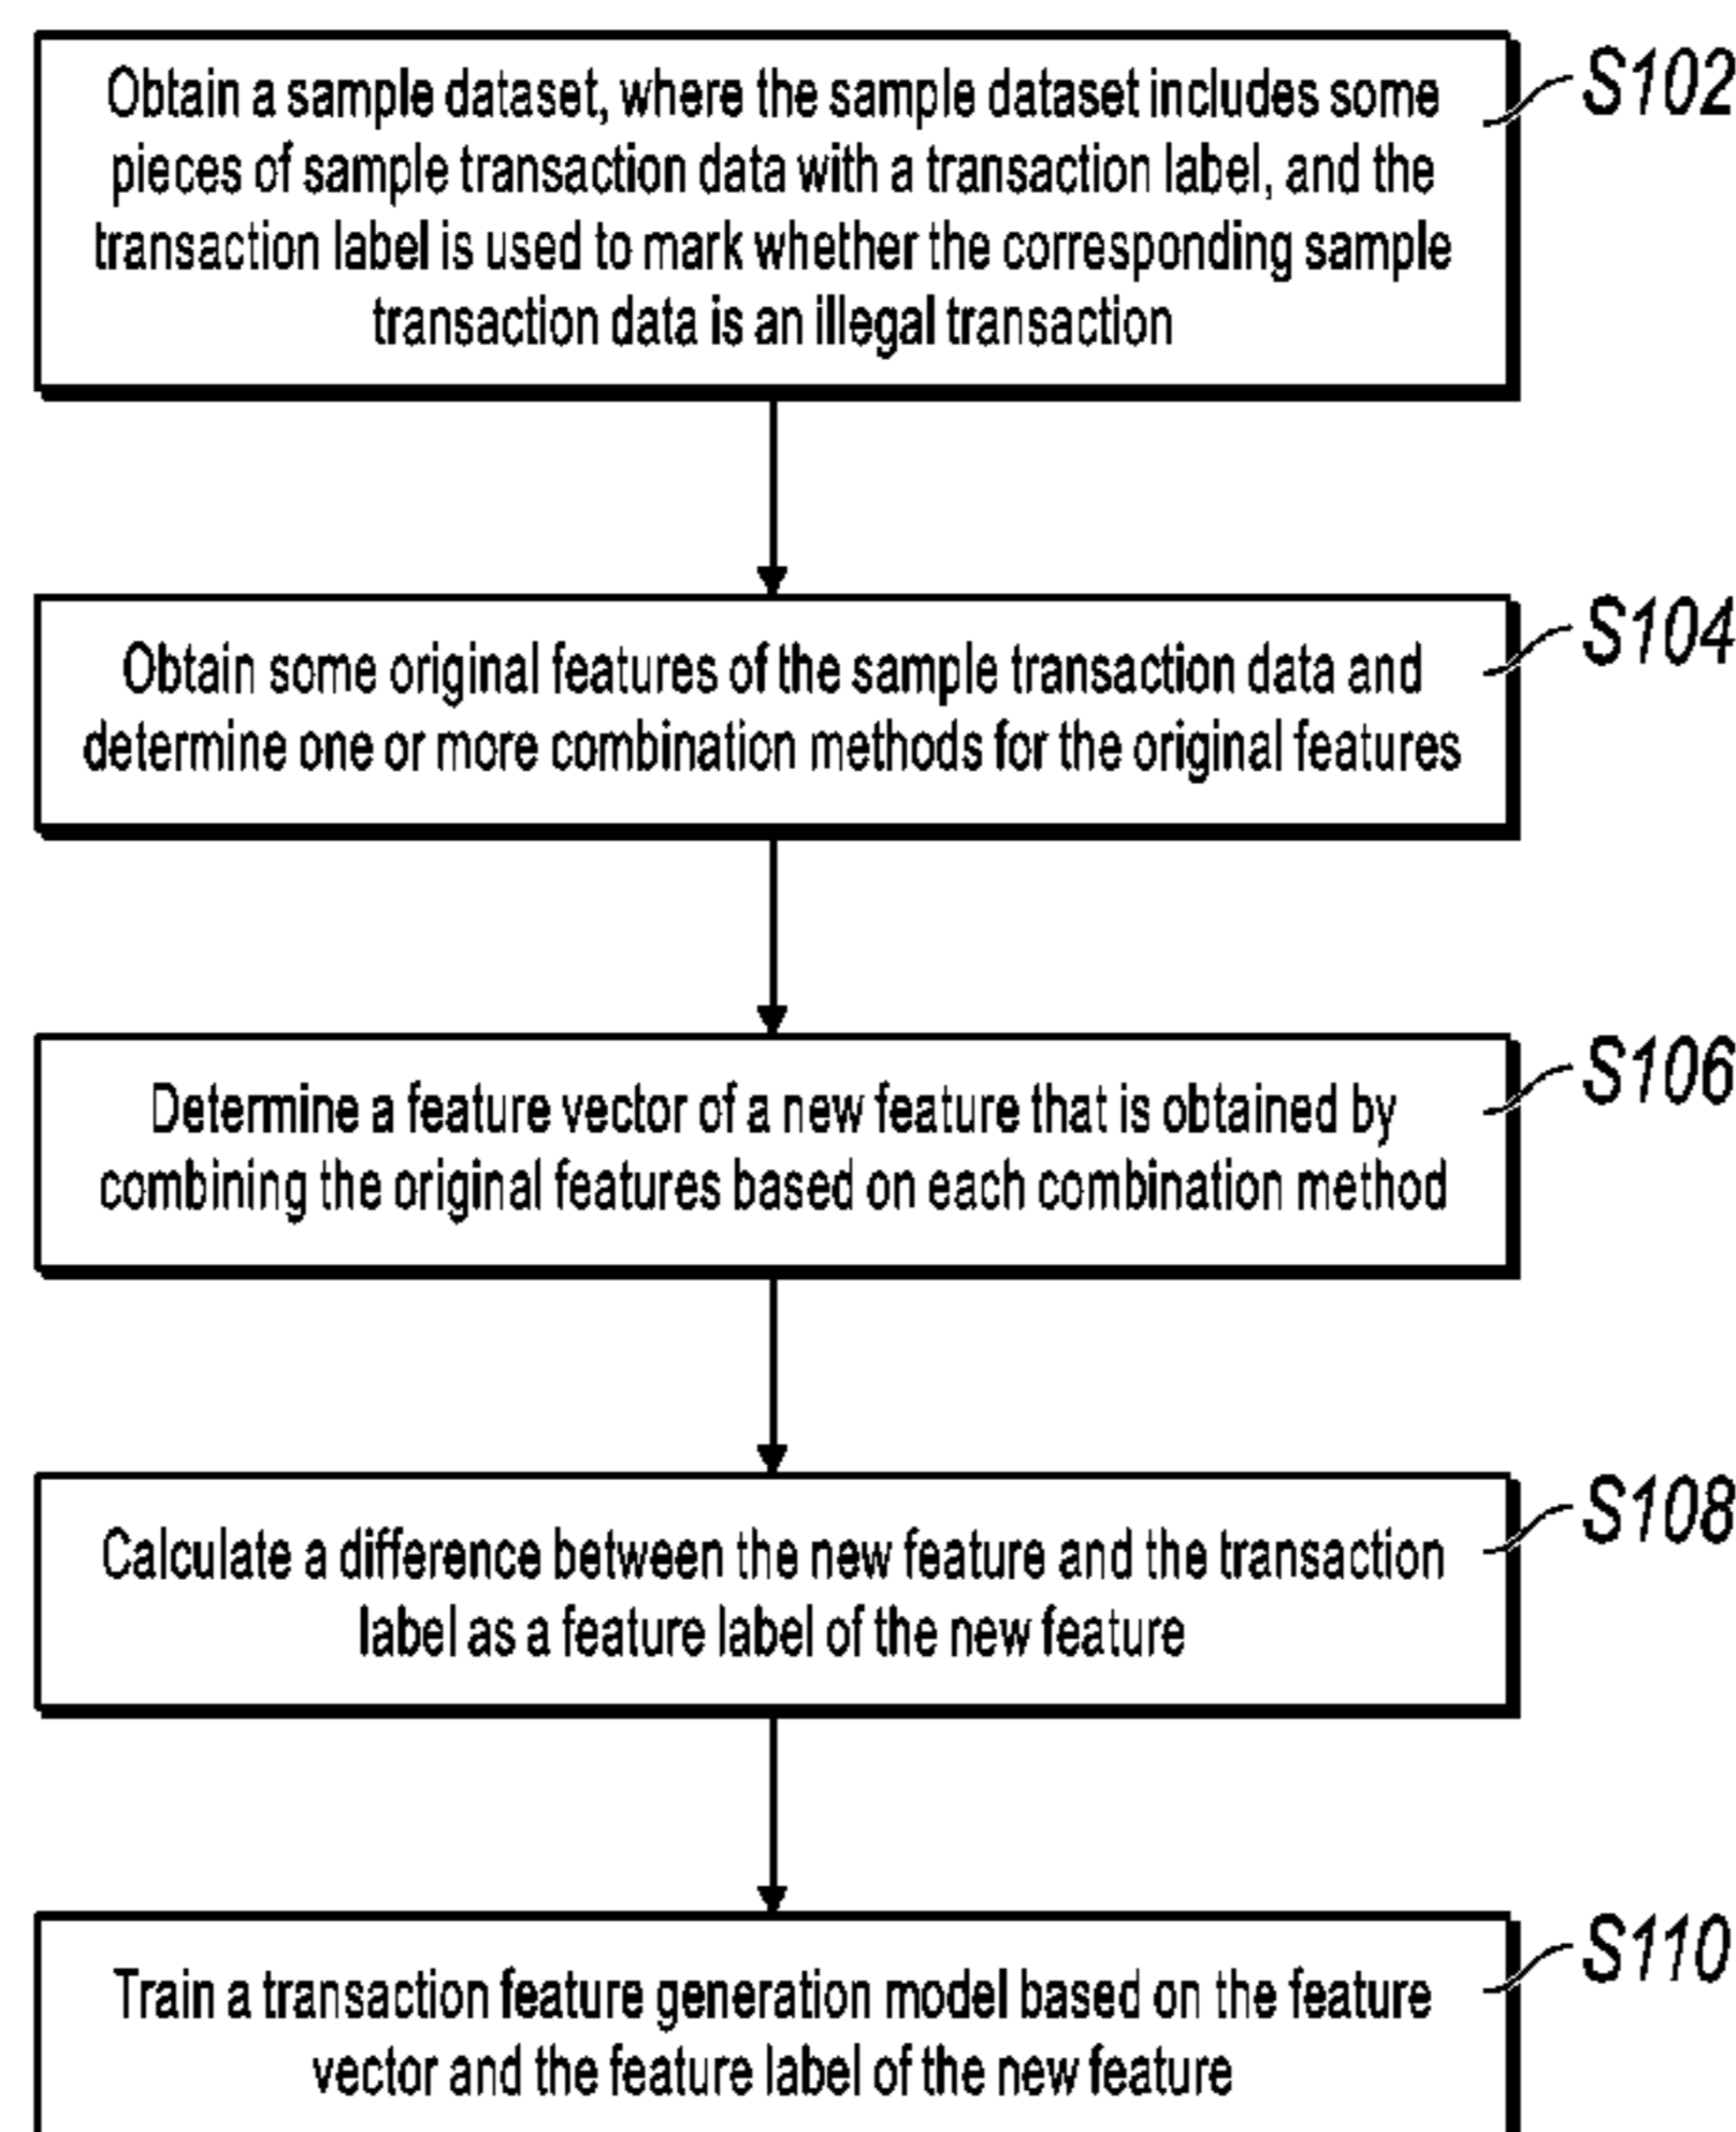 Obtain a sample dataset, where the sample dataset includes some
pieces of sample transaction data with a transaction label, and the
transaction label is used to mark whether the corresponding sample
transaction data is an illegal transaction
S102
Obtain some original features of the sample transaction data and
determine one or more combination methods for the original features
S104
Determine a feature vector of a new feature that is obtained by
combining the original features based on each combination method
S106
Calculate a difference between the new feature and the transaction
label as a feature label of the new feature
S108
Train a transaction feature generation model based on the feature
vector and the feature label of the new feature
S110